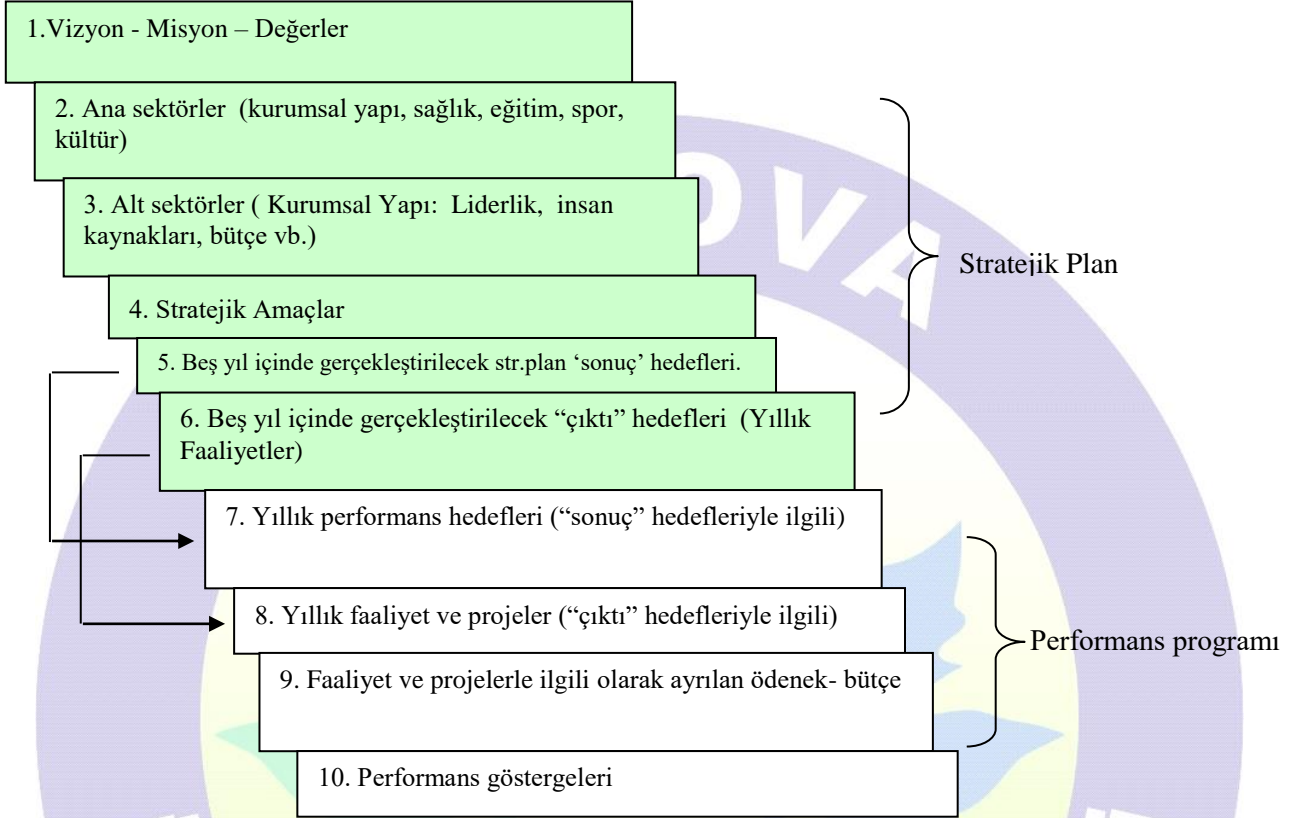 1.Vizyon - Misyon – Değerler
2. Ana sektörler (kurumsal yapı, sağlık, eğitim, spor,
kültür)
3. Alt sektörler ( Kurumsal Yapı: Liderlik, insan
kaynakları, bütçe vb.)
Stratejik Plan
4. Stratejik Amaçlar
5. Beş yıl içinde gerçekleştirilecek str.plan ‘sonuç’ hedefleri.
6. Beş yıl içinde gerçekleştirilecek “çıktı” hedefleri (Yıllık
Faaliyetler)
7. Yıllık performans hedefleri (“sonuç” hedefleriyle ilgili)
8. Yıllık faaliyet ve projeler (“çıktı” hedefleriyle ilgili)
Performans programı
9. Faaliyet ve projelerle ilgili olarak ayrılan ödenek- bütçe
10. Performans göstergeleri
OVA